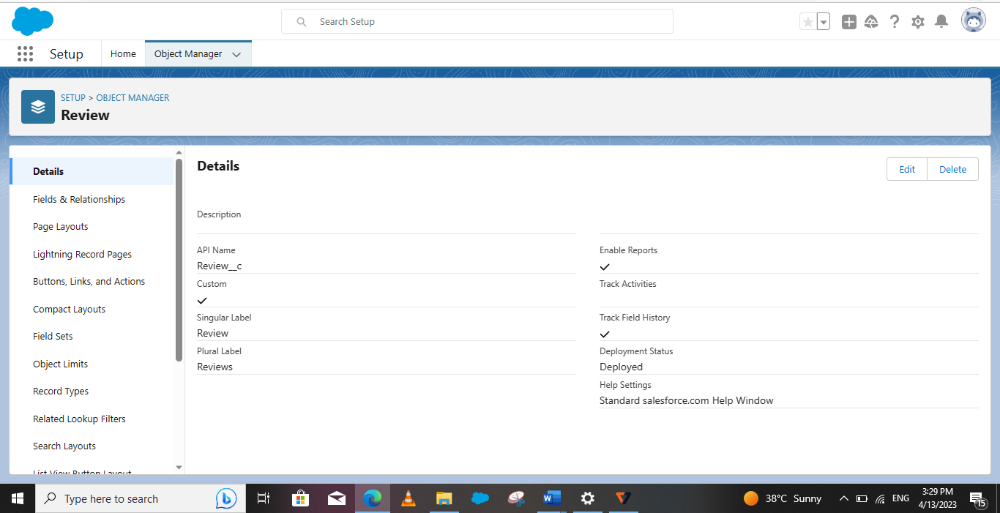 Search Setup
Setup
Home
Object Manager
SETUP > OBJECT MANAGER
Review
Details
Fields & Relationships
Page Layouts
Lightning Record Pages
Buttons, Links, and Actions
Compact Layouts
Field Sets
Object Limits
Record Types
Related Lookup Filters
Search Layouts
List View Button Layout
Details
Edit
Delete
Description
API Name
Review__c
Custom
Singular Label
Review
Plural Label
Reviews
Enable Reports
Track Activities
Track Field History
Deployment Status
Deployed
Help Settings
Standard salesforce.com Help Window
Type here to search
W
38°C Sunny
ENG
3:29 PM
4/13/2023
15